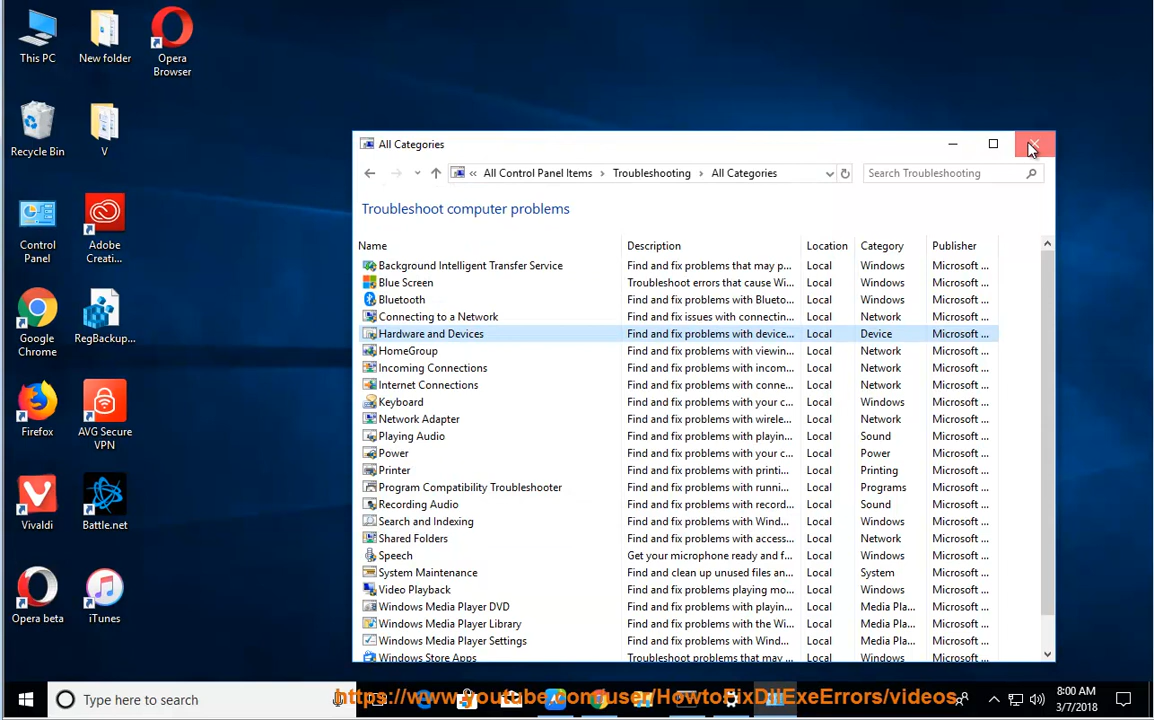 This PC
New folder
Opera
Browser
Recycle Bin
V
Control
Panel
Adobe
Creati...
Google
Chrome
RegBackup...
Firefox
AVG Secure
VPN
Vivaldi
Battle.net
Opera beta
iTunes
All Categories
« All Control Panel Items › Troubleshooting › All Categories
Search Troubleshooting
Troubleshoot computer problems
Name Description Location Category Publisher
Background Intelligent Transfer Service Find and fix problems that may p... Local Windows Microsoft ...
Blue Screen Troubleshoot errors that cause Wi... Local Windows Microsoft ...
Bluetooth Find and fix problems with Blueto... Local Windows Microsoft ...
Connecting to a Network Find and fix issues with connectin... Local Windows Microsoft ...
Hardware and Devices Find and fix problems with device... Local Device Microsoft ...
HomeGroup Find and fix problems with viewin... Local Network Microsoft ...
Incoming Connections Find and fix problems with incom... Local Network Microsoft ...
Internet Connections Find and fix problems with conne... Local Network Microsoft ...
Keyboard Find and fix problems with your c... Local Windows Microsoft ...
Network Adapter Find and fix problems with wirele... Local Network Microsoft ...
Playing Audio Find and fix problems with playin... Local Sound Microsoft ...
Power Find and fix problems with your c... Local Power Microsoft ...
Printer Find and fix problems with printi... Local Printing Microsoft ...
Program Compatibility Troubleshooter Find and fix problems with runni... Local Programs Microsoft ...
Recording Audio Find and fix problems with record... Local Sound Microsoft ...
Search and Indexing Find and fix problems with Wind... Local Windows Microsoft ...
Shared Folders Find and fix problems with access... Local Network Microsoft ...
Speech Get your microphone ready and f... Local Windows Microsoft ...
System Maintenance Find and clean up unused files an... Local System Microsoft ...
Video Playback Find and fix problems playing mo... Local Windows Microsoft ...
Windows Media Player DVD Find and fix problems with playin... Local Media Pla... Microsoft ...
Windows Media Player Library Find and fix problems with the Wi... Local Media Pla... Microsoft ...
Windows Media Player Settings Find and fix problems with Wind... Local Media Pla... Microsoft ...
Windows Store Apps Troubleshoot problems that may ... Local Windows Microsoft ...
Type here to search
https://www.youtube.com/user/HowtoFixDllExeErrors/videos
8:00 AM
3/7/2018